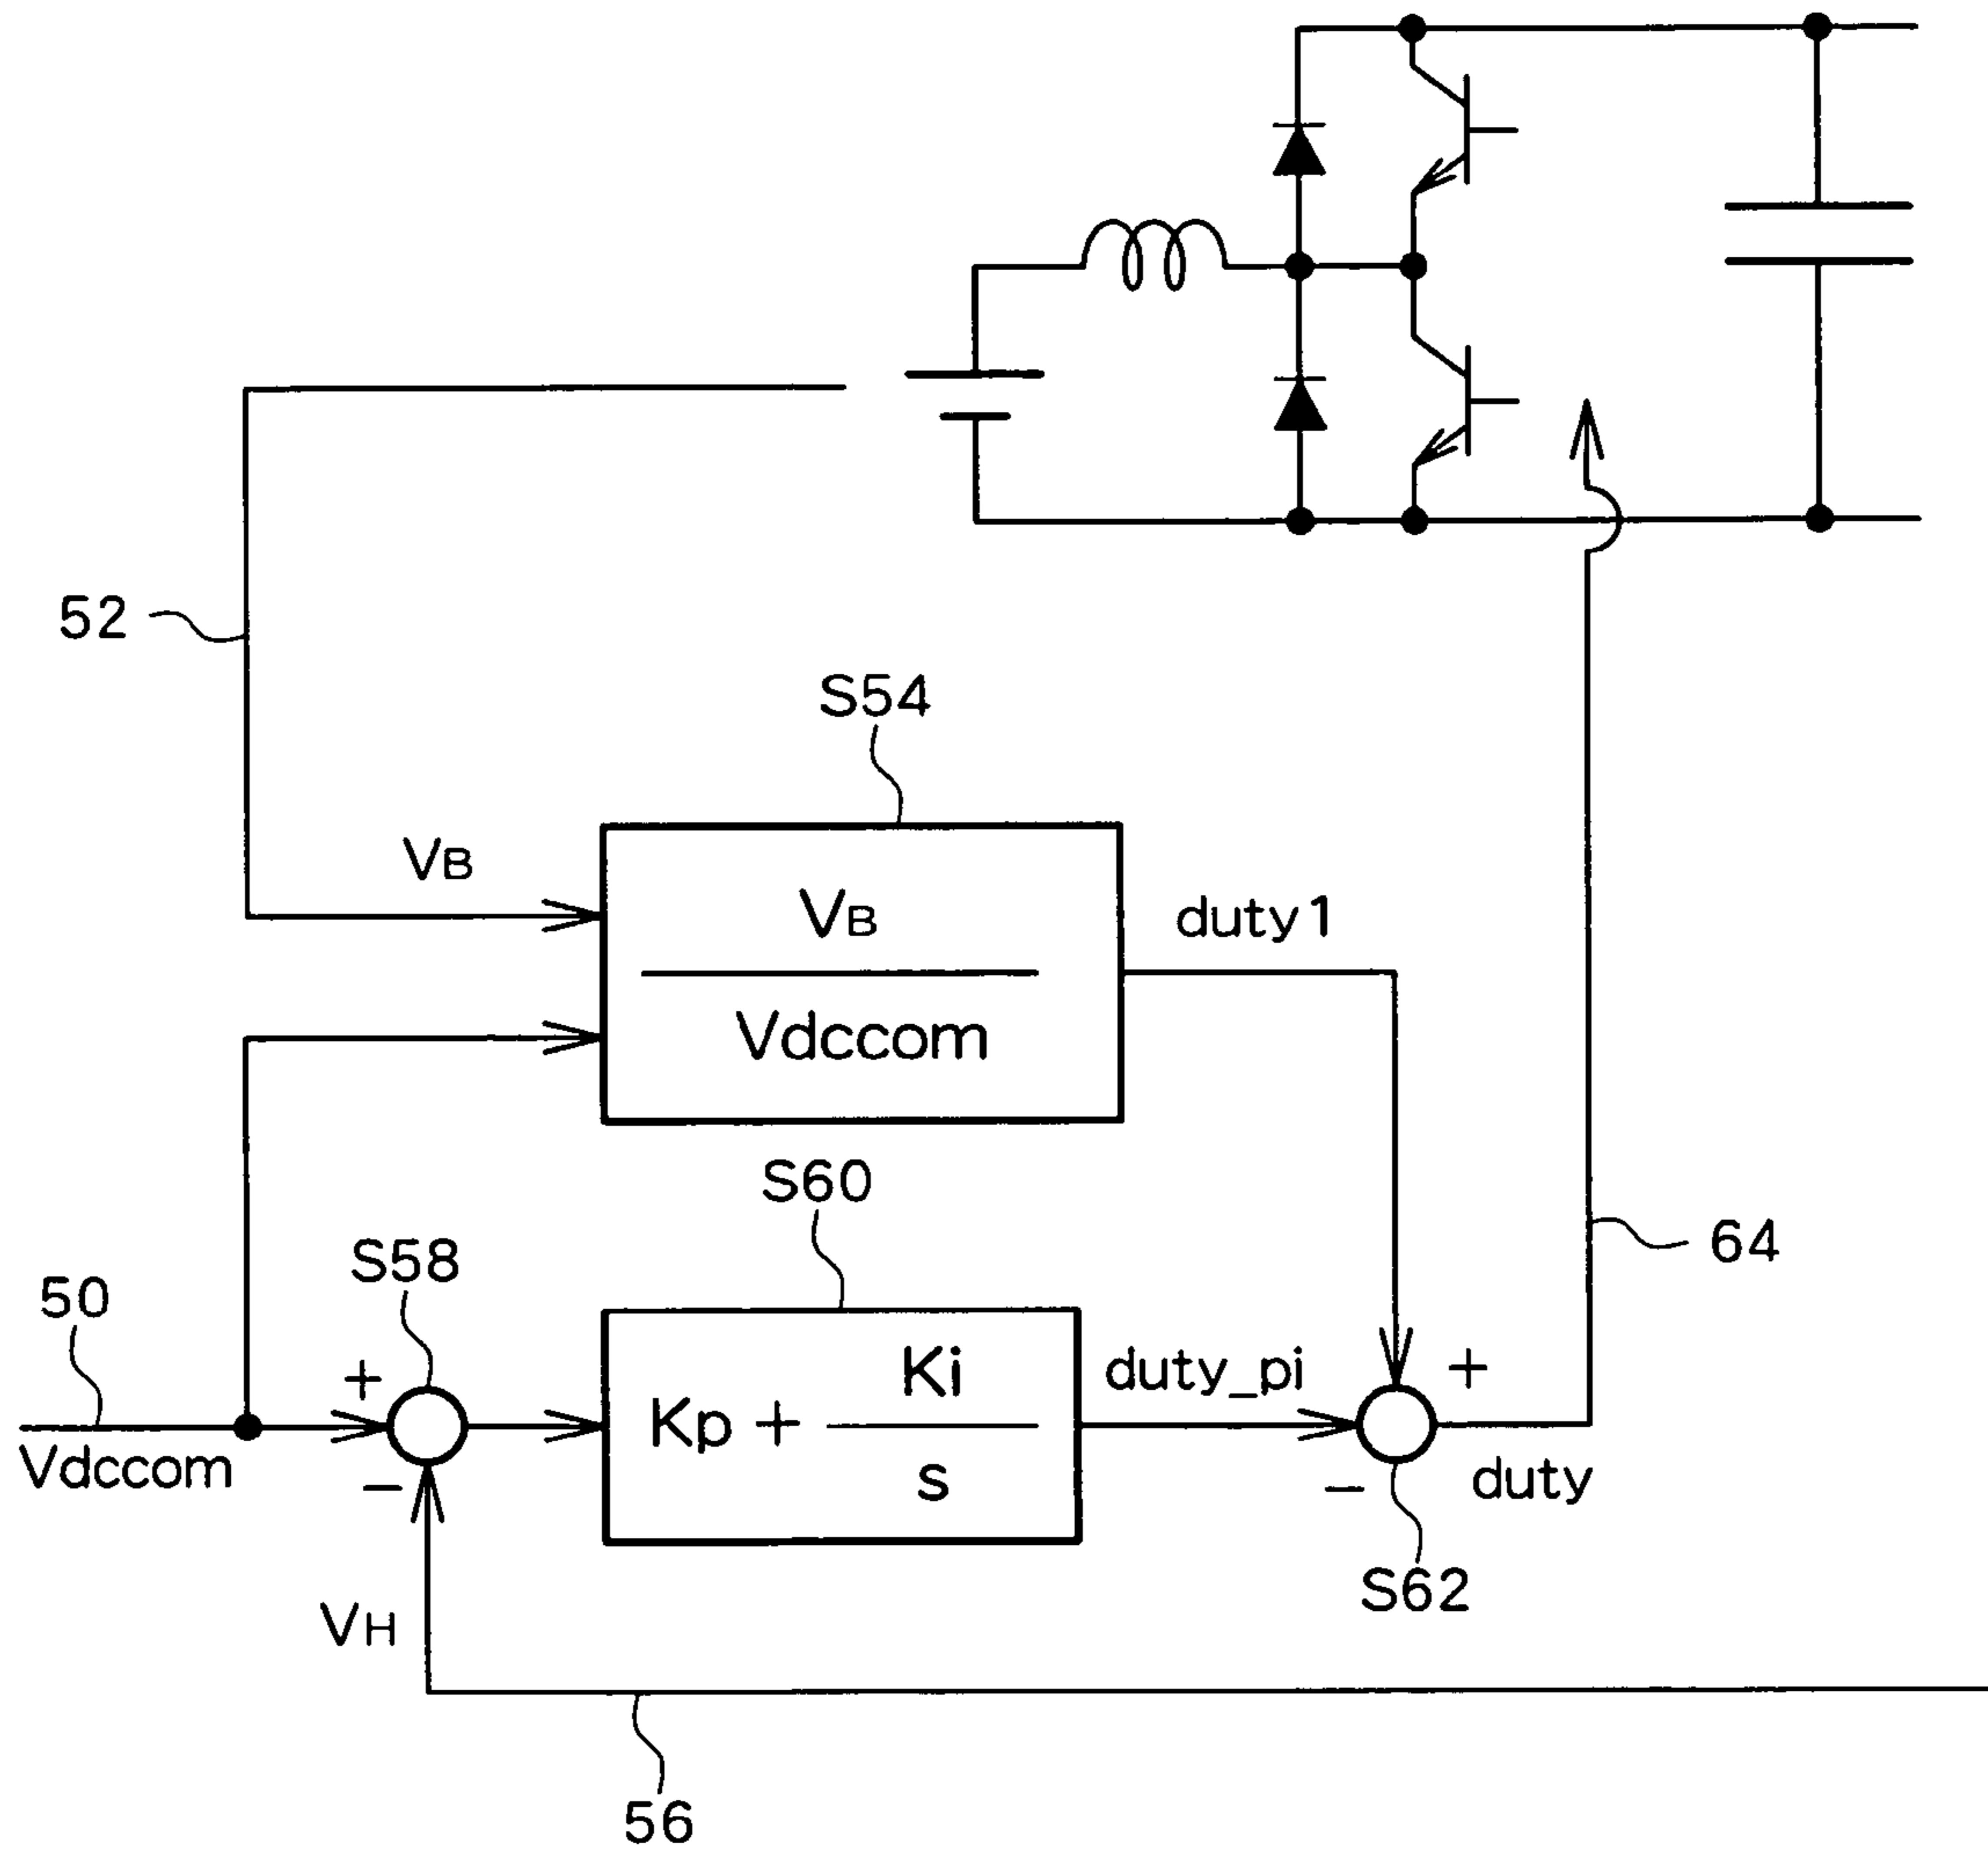 52
S54
VB
VB
Vdccom
duty1
S60
64
S58
50
+
Kp + Ki
s
duty_pi
+
Vdccom
−
−
duty
S62
VH
56